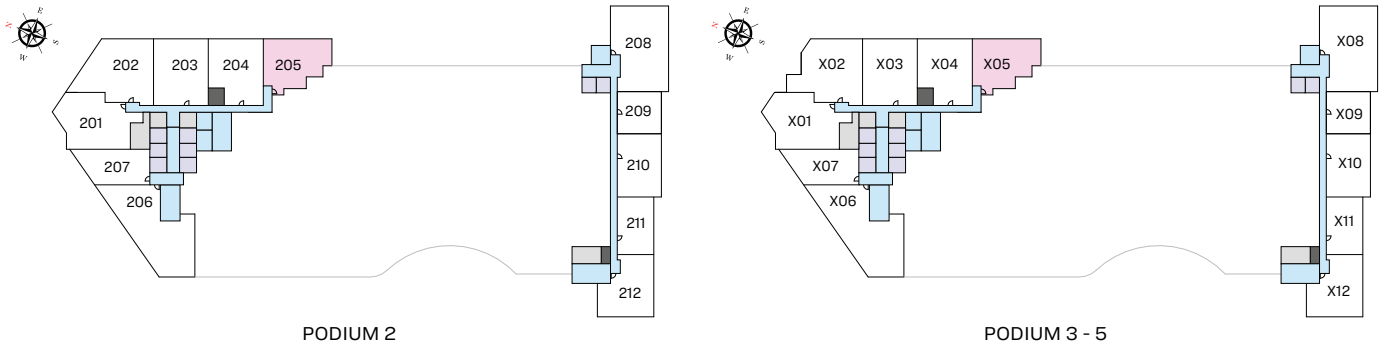 N E S W
202 203 204 205
208
201
209
207
210
206
211
212
PODIUM 2
N E S W
X02 X03 X04 X05
X08
X01
X09
X07
X10
X06
X11
X12
PODIUM 3 - 5